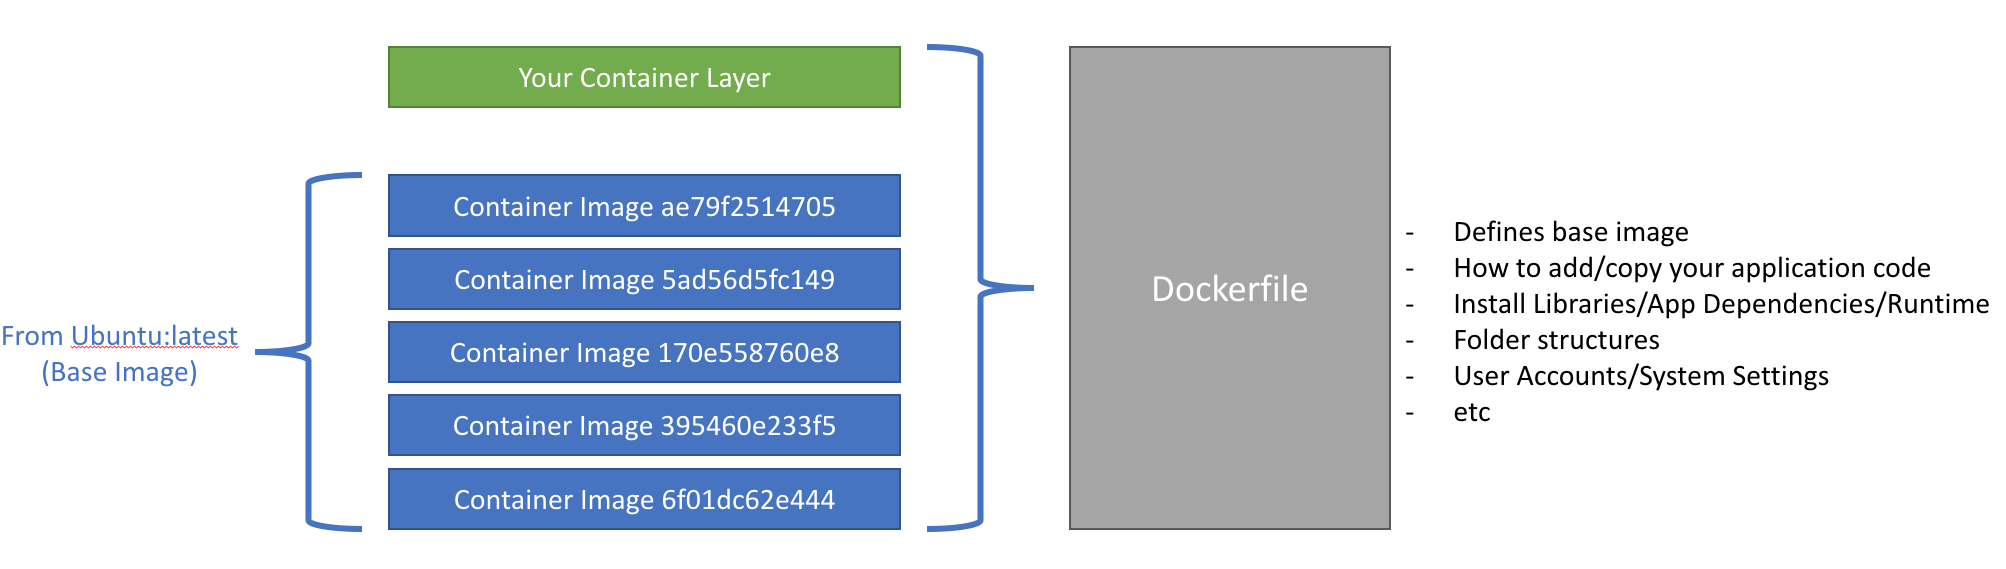 Your Container Layer
Container Image ae79f2514705
Container Image 5ad56d5fc149
Container Image 170e558760e8
Container Image 395460e233f5
Container Image 6f01dc62e444
From Ubuntu:latest
(Base Image)
Dockerfile
- Defines base image
- How to add/copy your application code
- Install Libraries/App Dependencies/Runtime
- Folder structures
- User Accounts/System Settings
- etc